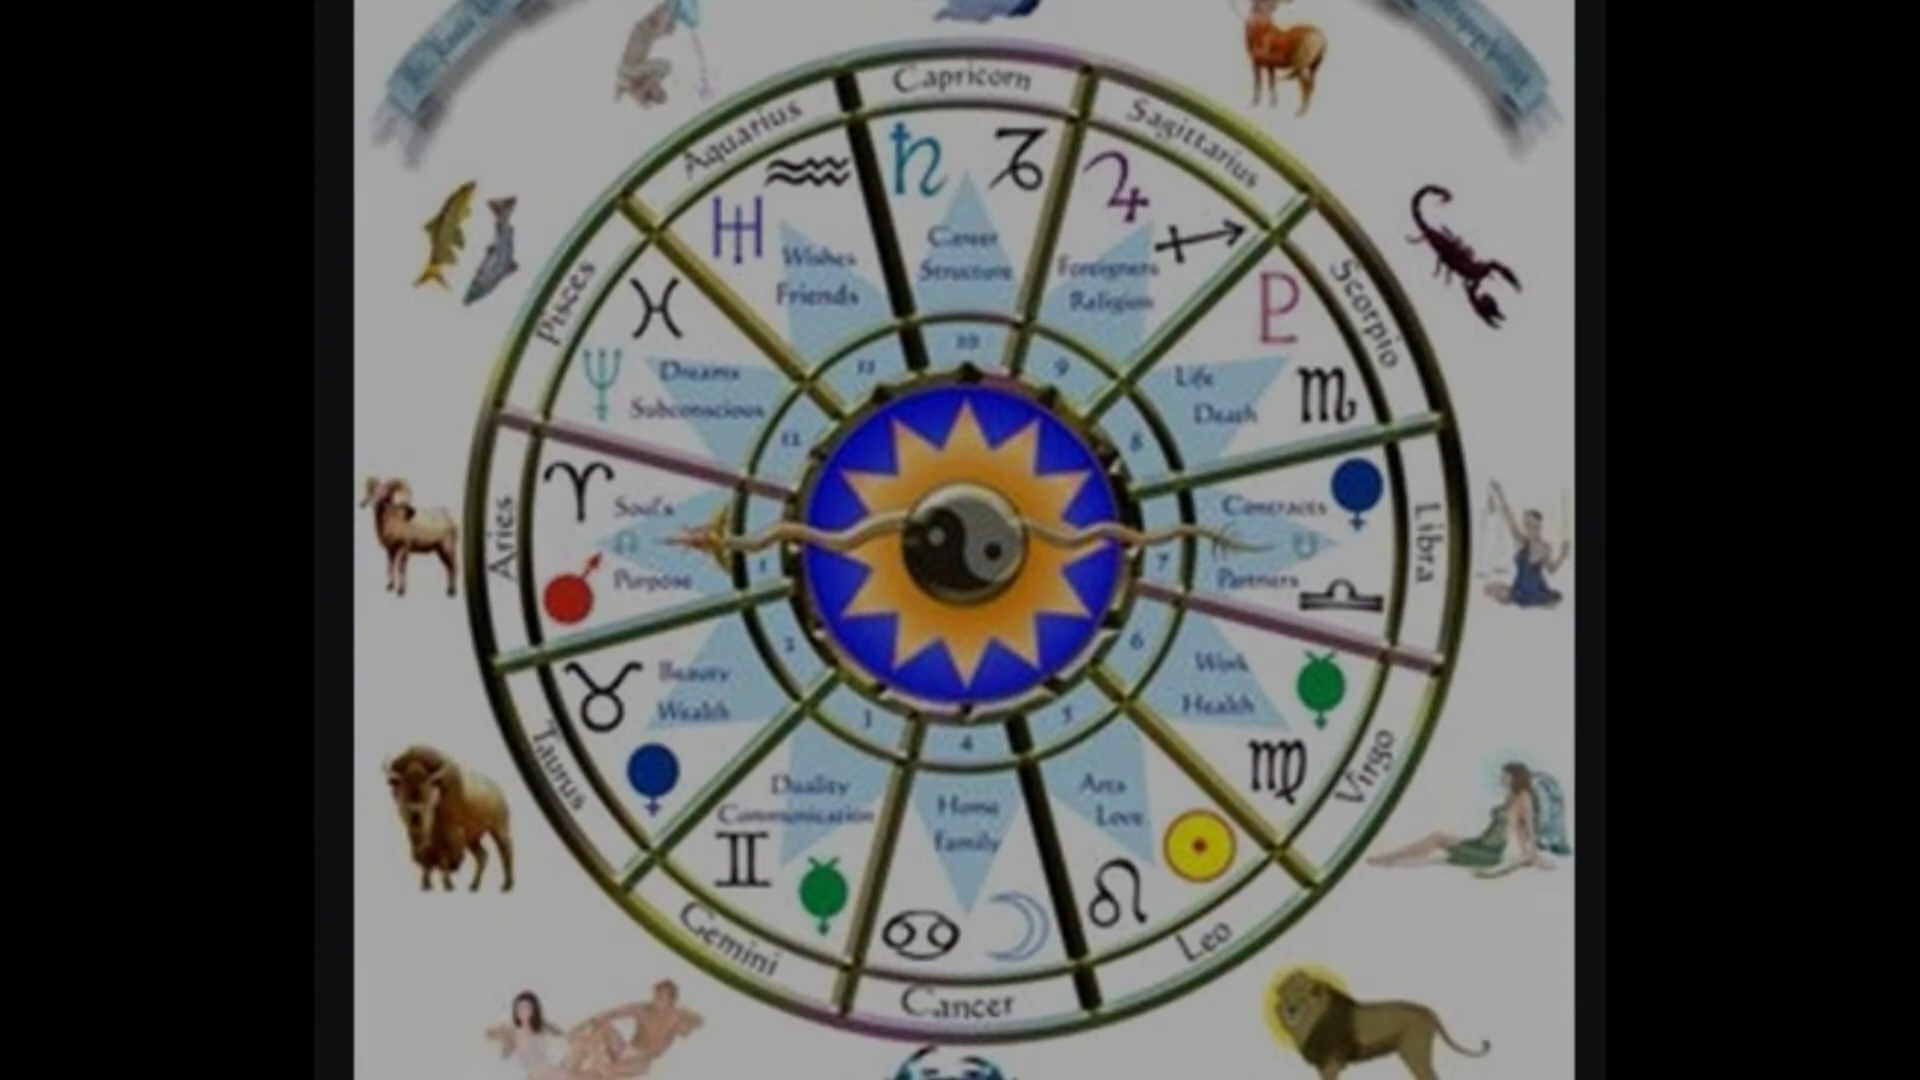 Capricorn
Sagittarius
Scorpio
Libra
Virgo
Leo
Cancer
Gemini
Taurus
Aries
Pisces
Aquarius
Career
Structure
10
Foreigners
Religion
9
Life
Death
8
Contracts
Partners
7
Work
Health
6
Arts
Love
5
Home
Family
4
Duality
Communication
3
Beauty
Wealth
2
Soul's
Purpose
1
Dreams
Subconscious
12
Wishes
Friends
11